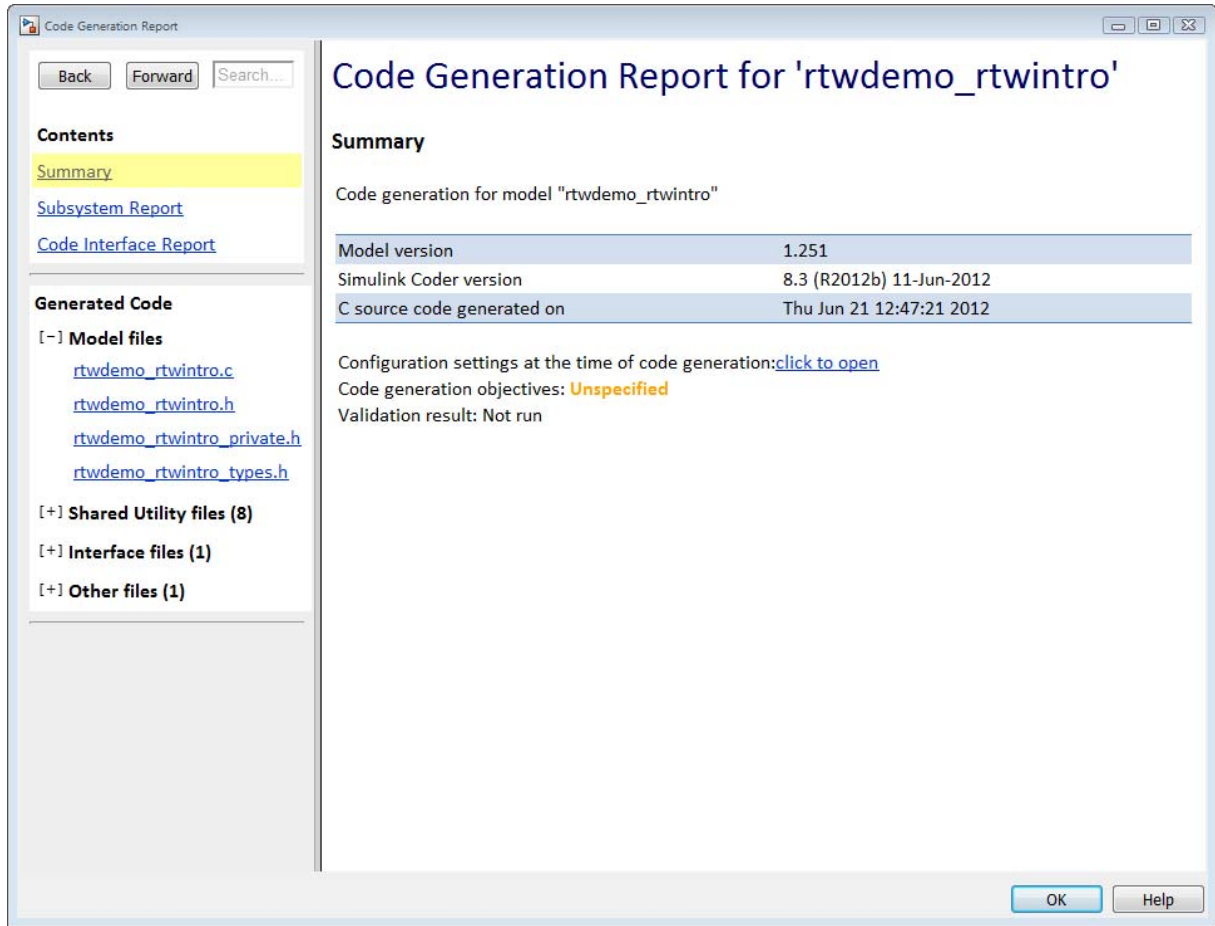 Code Generation Report
Back Forward Search...
Contents
Summary
Subsystem Report
Code Interface Report
Generated Code
[-] Model files
rtwdemo_rtwintro.c
rtwdemo_rtwintro.h
rtwdemo_rtwintro_private.h
rtwdemo_rtwintro_types.h
[+] Shared Utility files (8)
[+] Interface files (1)
[+] Other files (1)
Code Generation Report for 'rtwdemo_rtwintro'
Summary
Code generation for model "rtwdemo_rtwintro"
Model version 1.251
Simulink Coder version 8.3 (R2012b) 11-Jun-2012
C source code generated on Thu Jun 21 12:47:21 2012
Configuration settings at the time of code generation:click to open
Code generation objectives: Unspecified
Validation result: Not run
OK Help